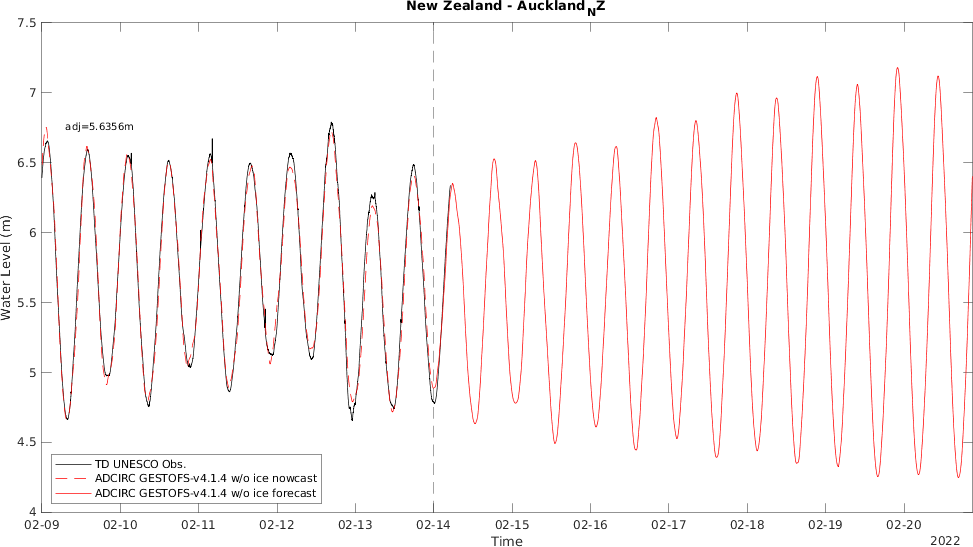 New Zealand - Auckland_NZ
7.5
7
6.5
6
5.5
5
4.5
4
Water Level (m)
adj=5.6356m
TD UNESCO Obs.
ADCIRC GESTOFS-v4.1.4 w/o ice nowcast
ADCIRC GESTOFS-v4.1.4 w/o ice forecast
02-09 02-10 02-11 02-12 02-13 02-14 02-15 02-16 02-17 02-18 02-19 02-20
Time
2022